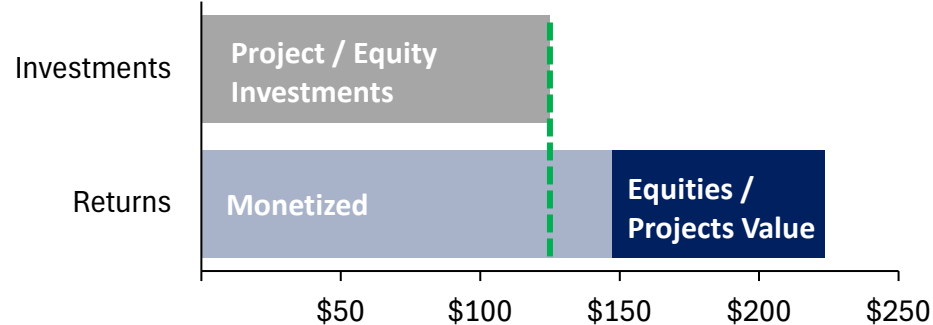 Investments
Project / Equity
Investments
Returns
Monetized
Equities /
Projects Value
$50 $100 $150 $200 $250